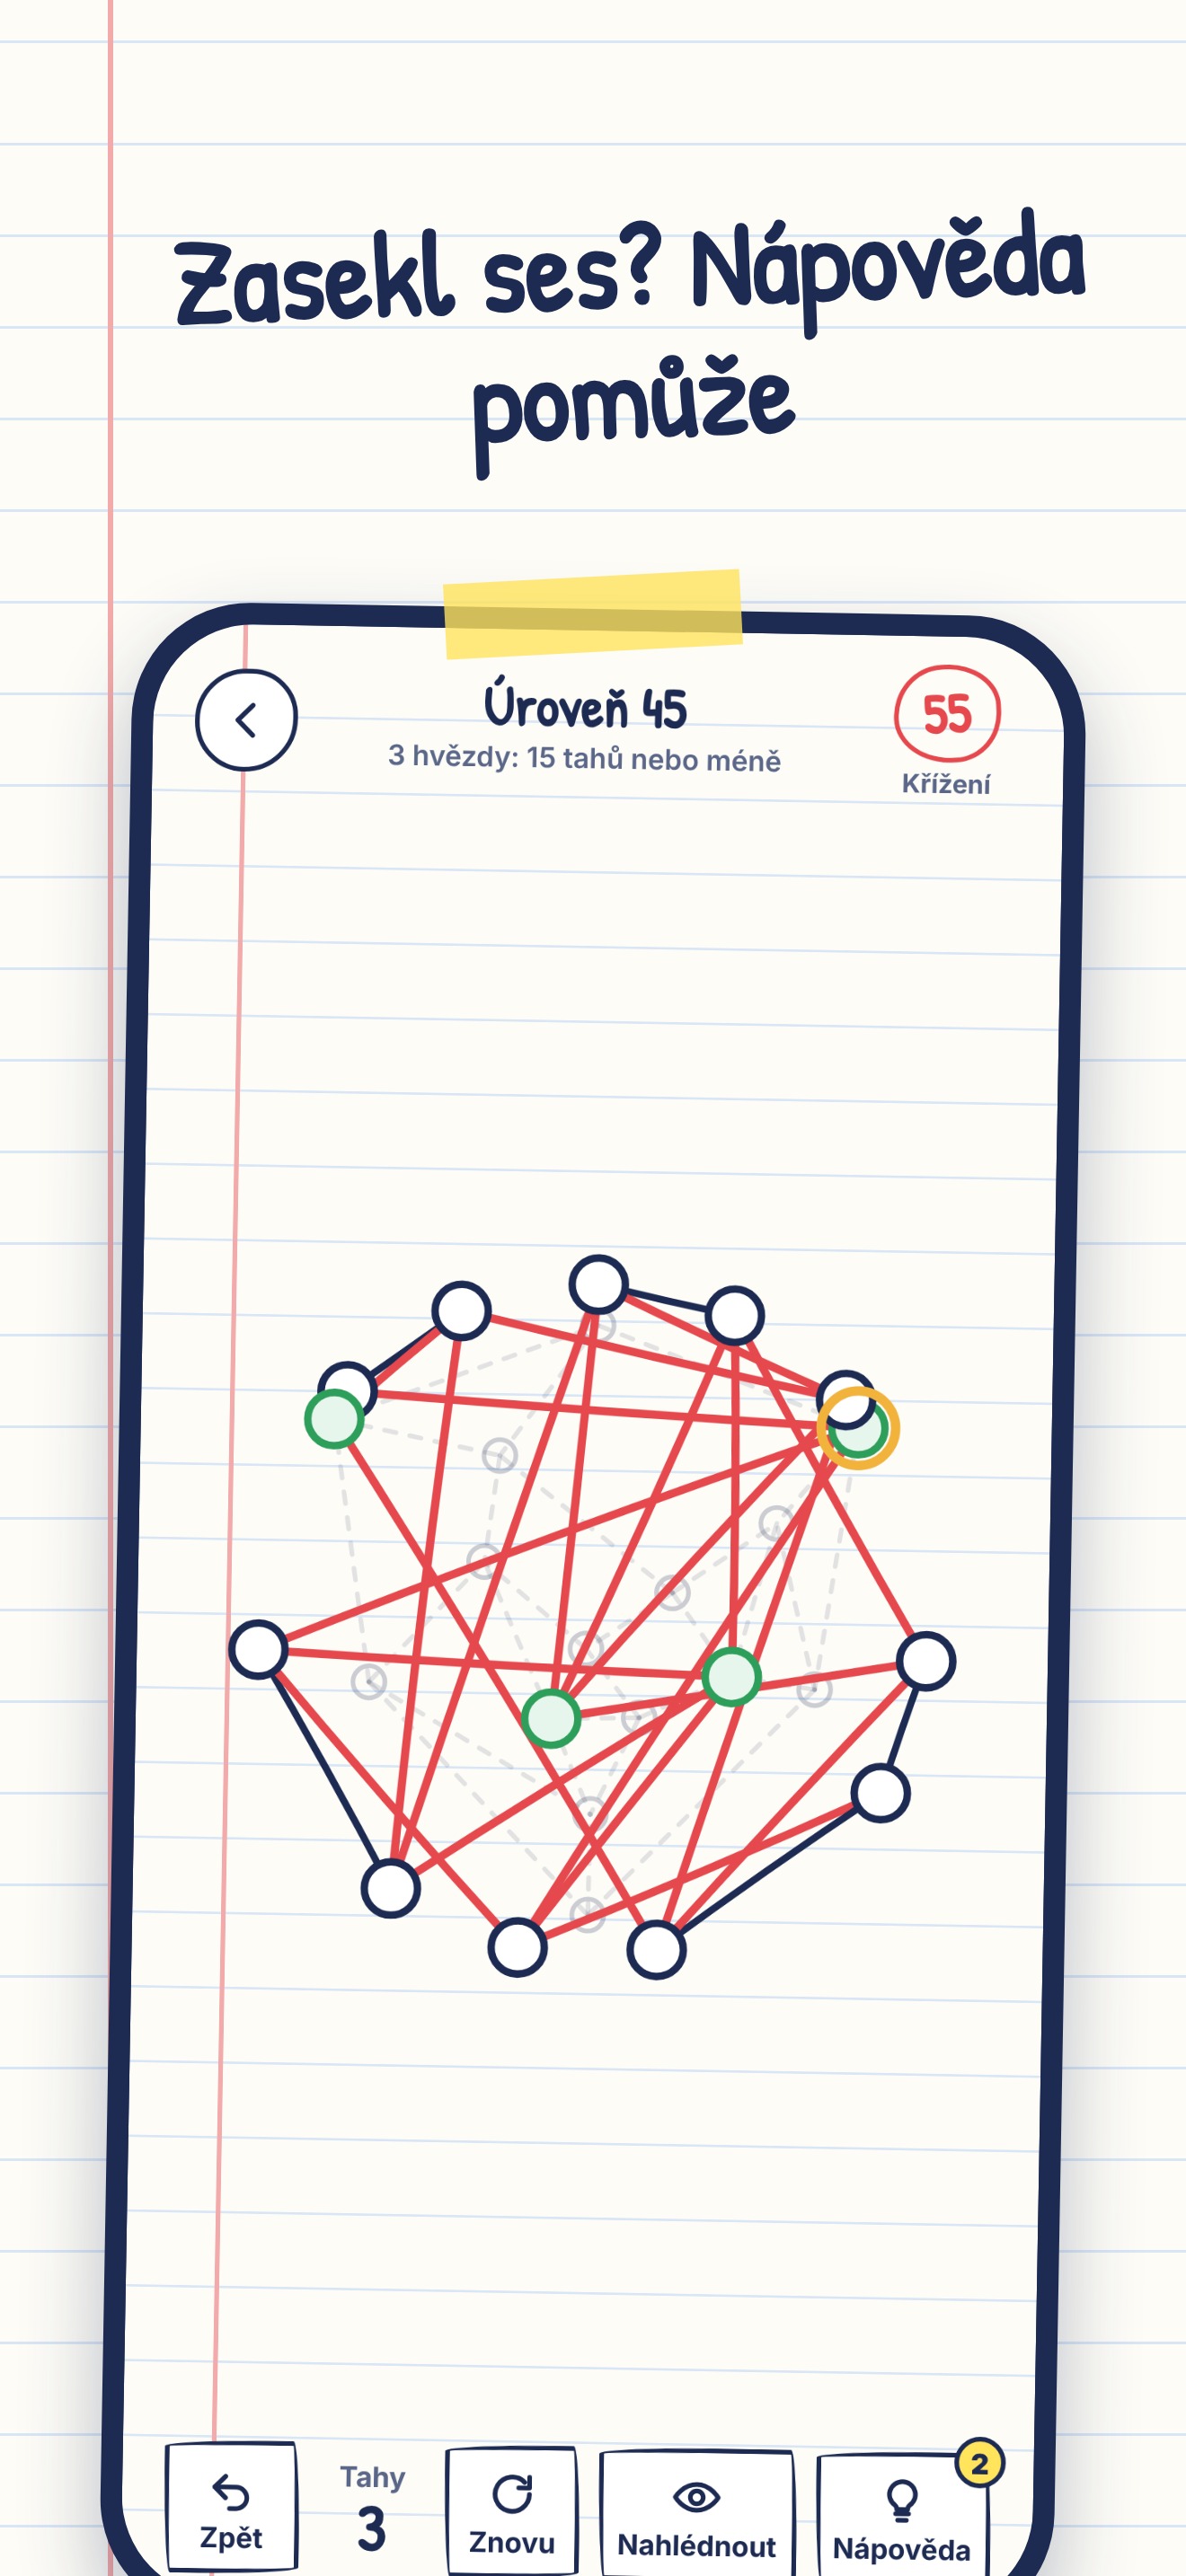 Zasekl ses? Nápověda
pomůže
Úroveň 45
3 hvězdy: 15 tahů nebo méně
55
Křížení
Zpět
Tahy
3
Znovu
Nahlédnout
2
Nápověda